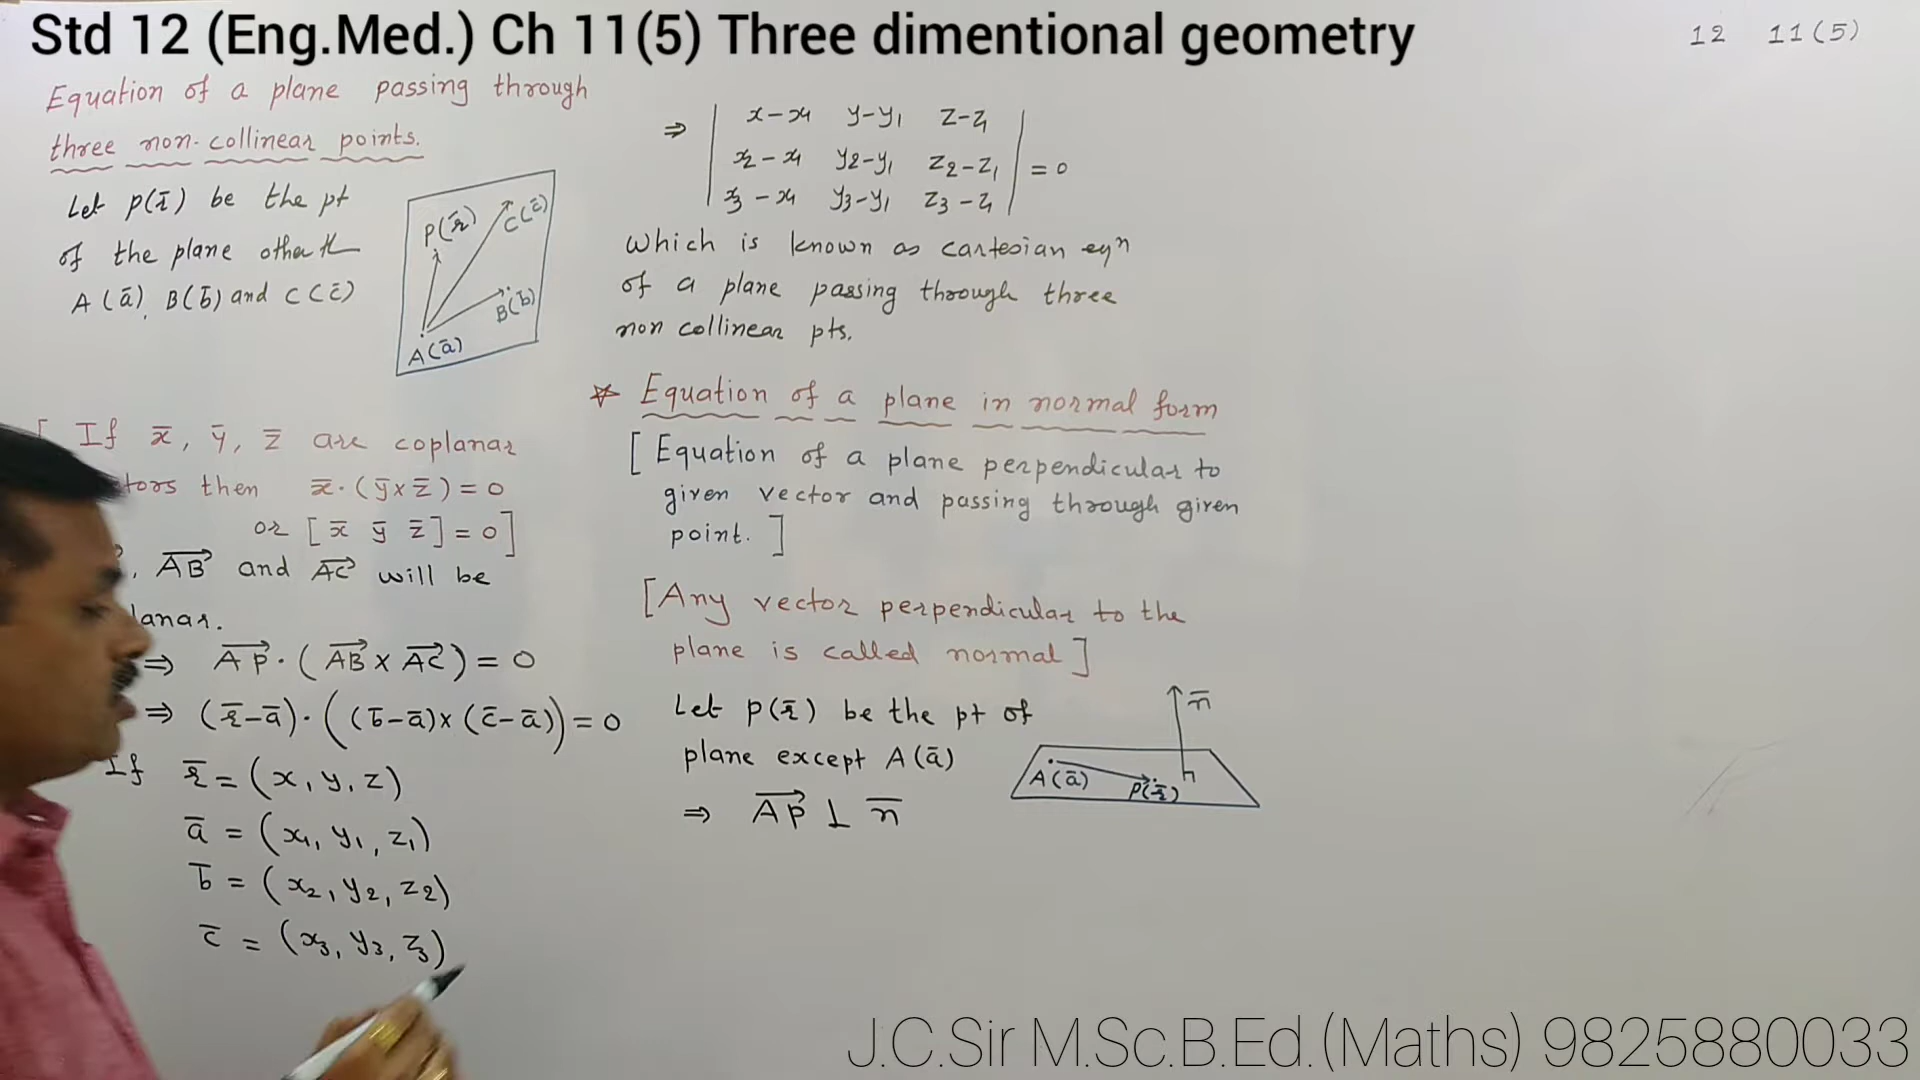 Std 12 (Eng.Med.) Ch 11(5) Three dimentional geometry
12 11(5)
Equation of a plane passing through
three non-collinear points.
Let P(r̄) be the pt
of the plane other th
A(ā), B(b̄) and C(c̄)
P(r̄)
C(c̄)
B(b̄)
A(ā)
[ If x̄, ȳ, z̄ are coplanar
tors then x̄·(ȳ×z̄)=0
or [x̄ ȳ z̄]=0]
, AB⃗ and AC⃗ will be
lanar.
⇒ AP⃗·(AB⃗×AC⃗)=0
⇒ (r̄-ā)·((b̄-ā)×(c̄-ā))=0
If r̄=(x,y,z)
ā=(x₁,y₁,z₁)
b̄=(x₂,y₂,z₂)
c̄=(x₃,y₃,z₃)
⇒ | x-x₁ y-y₁ z-z₁ |
| x₂-x₁ y₂-y₁ z₂-z₁ | =0
| x₃-x₁ y₃-y₁ z₃-z₁ |
Which is known as cartesian eqⁿ
of a plane passing through three
non collinear pts.
* Equation of a plane in normal form
[ Equation of a plane perpendicular to
given vector and passing through given
point. ]
[Any vector perpendicular to the
plane is called normal]
Let P(r̄) be the pt of
plane except A(ā)
⇒ AP⃗ ⊥ n̄
n̄
A(ā)
P(r̄)
J.C.Sir M.Sc.B.Ed.(Maths) 9825880033